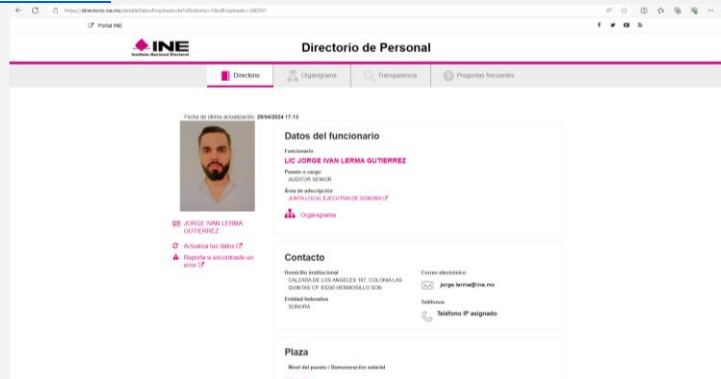 Portal INE
INE
Instituto Nacional Electoral
Directorio de Personal
Directorio
Organigrama
Transparencia
Preguntas frecuentes
Fecha de última actualización: 29/04/2024 17:13
JORGE IVAN LERMA
GUTIERREZ
Actualiza tus datos
Reporta si encontraste un
error
Datos del funcionario
Funcionario
LIC JORGE IVAN LERMA GUTIERREZ
Puesto o cargo
AUDITOR SENIOR
Área de adscripción
JUNTA LOCAL EJECUTIVA DE SONORA
Organigrama
Contacto
Domicilio institucional
CALZADA DE LOS ANGELES 197, COLONIA LAS
QUINTAS CP. 83240 HERMOSILLO SON
Entidad federativa
SONORA
Correo electrónico
jorge.lerma@ine.mx
Teléfonos
Teléfono IP asignado
Plaza
Nivel del puesto / Remuneración salarial